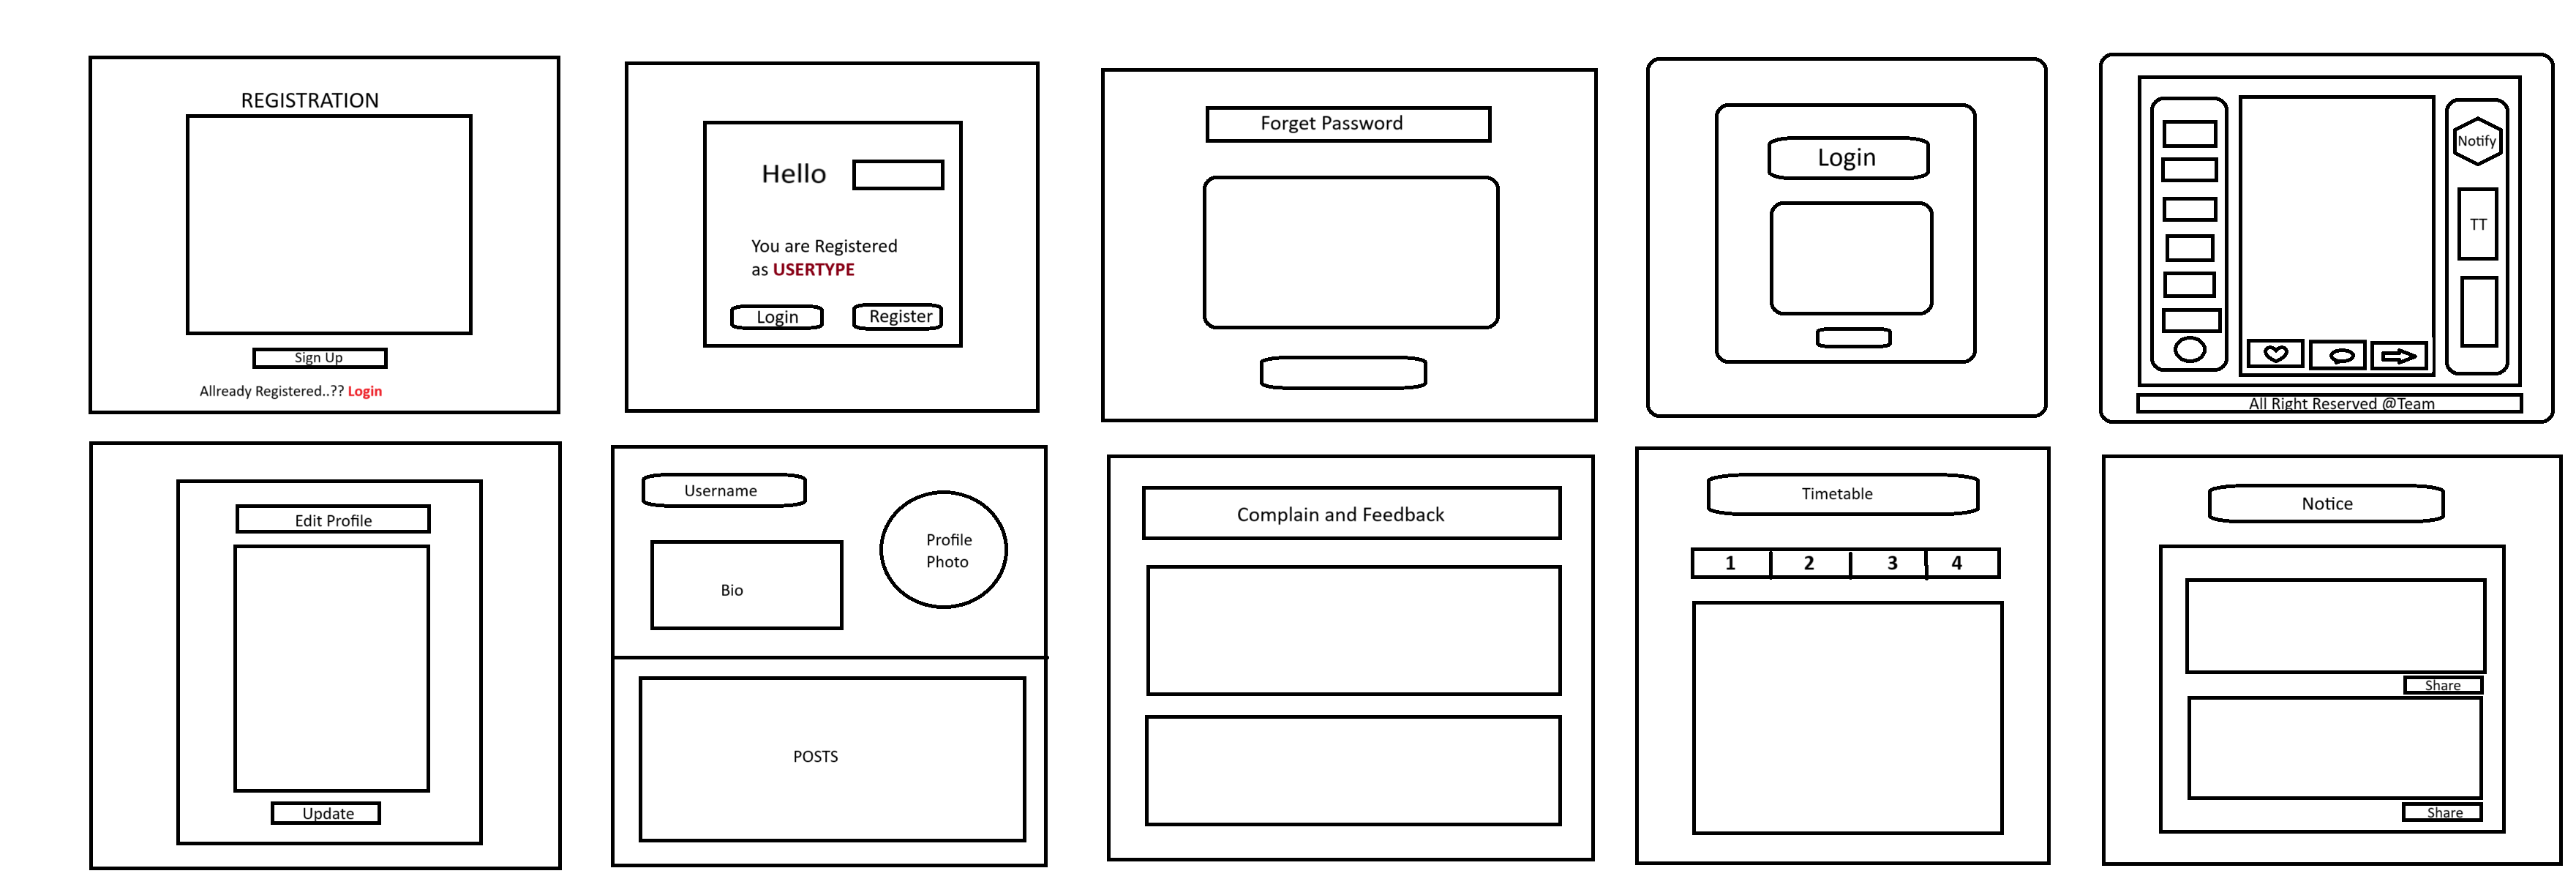 REGISTRATION
Sign Up
Allready Registered..?? Login
Hello
You are Registered
as USERTYPE
Login
Register
Forget Password
Login
Notify
TT
All Right Reserved @Team
Edit Profile
Update
Username
Profile
Photo
Bio
POSTS
Complain and Feedback
Timetable
1 2 3 4
Notice
Share
Share